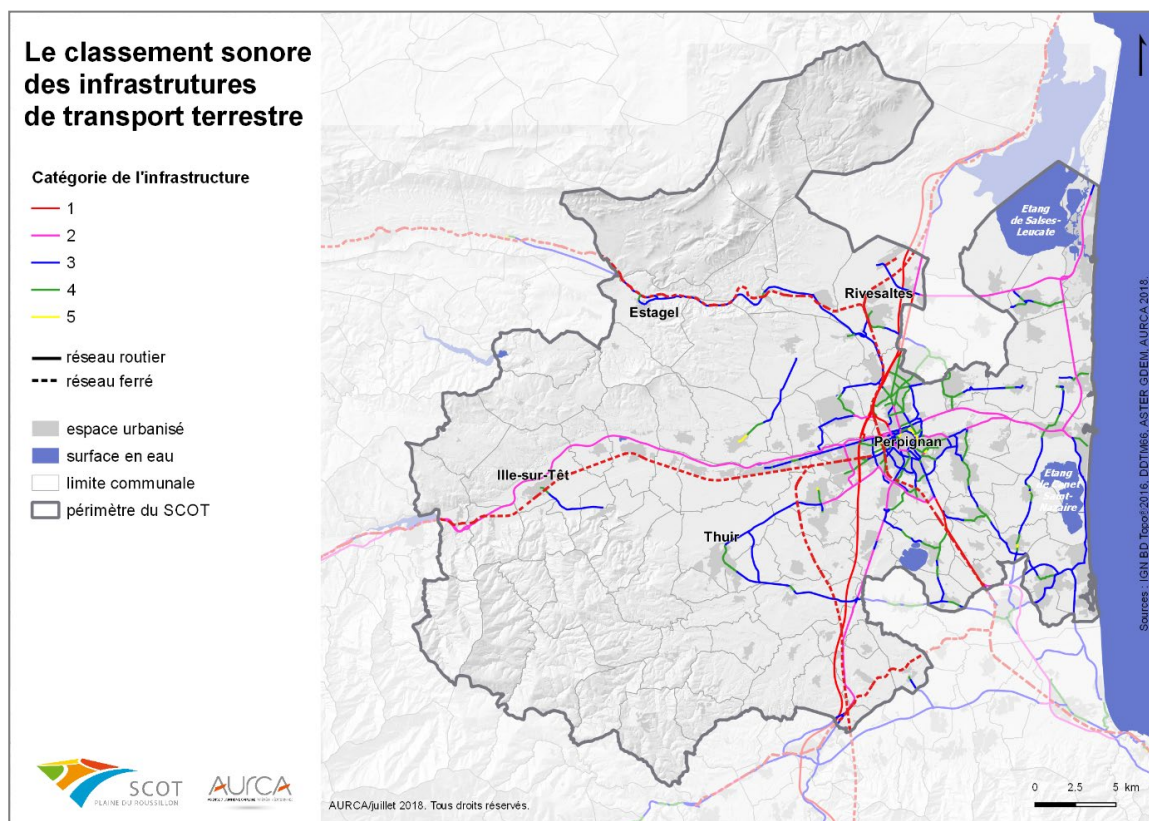 Le classement sonore
des infrastrutures
de transport terrestre
Catégorie de l'infrastructure
1
2
3
4
5
réseau routier
réseau ferré
espace urbanisé
surface en eau
limite communale
périmètre du SCOT
SCOT
PLAINE DU ROUSSILLON
AURCA
Etang
de Salses-
Leucate
Rivesaltes
Estagel
Perpignan
Ille-sur-Têt
Etang
de Canet
Saint-
Nazaire
Thuir
AURCA/juillet 2018. Tous droits réservés.
0 2.5 5 km
Sources : IGN BD Topo®2016, DDTM66, ASTER GDEM, AURCA 2018.